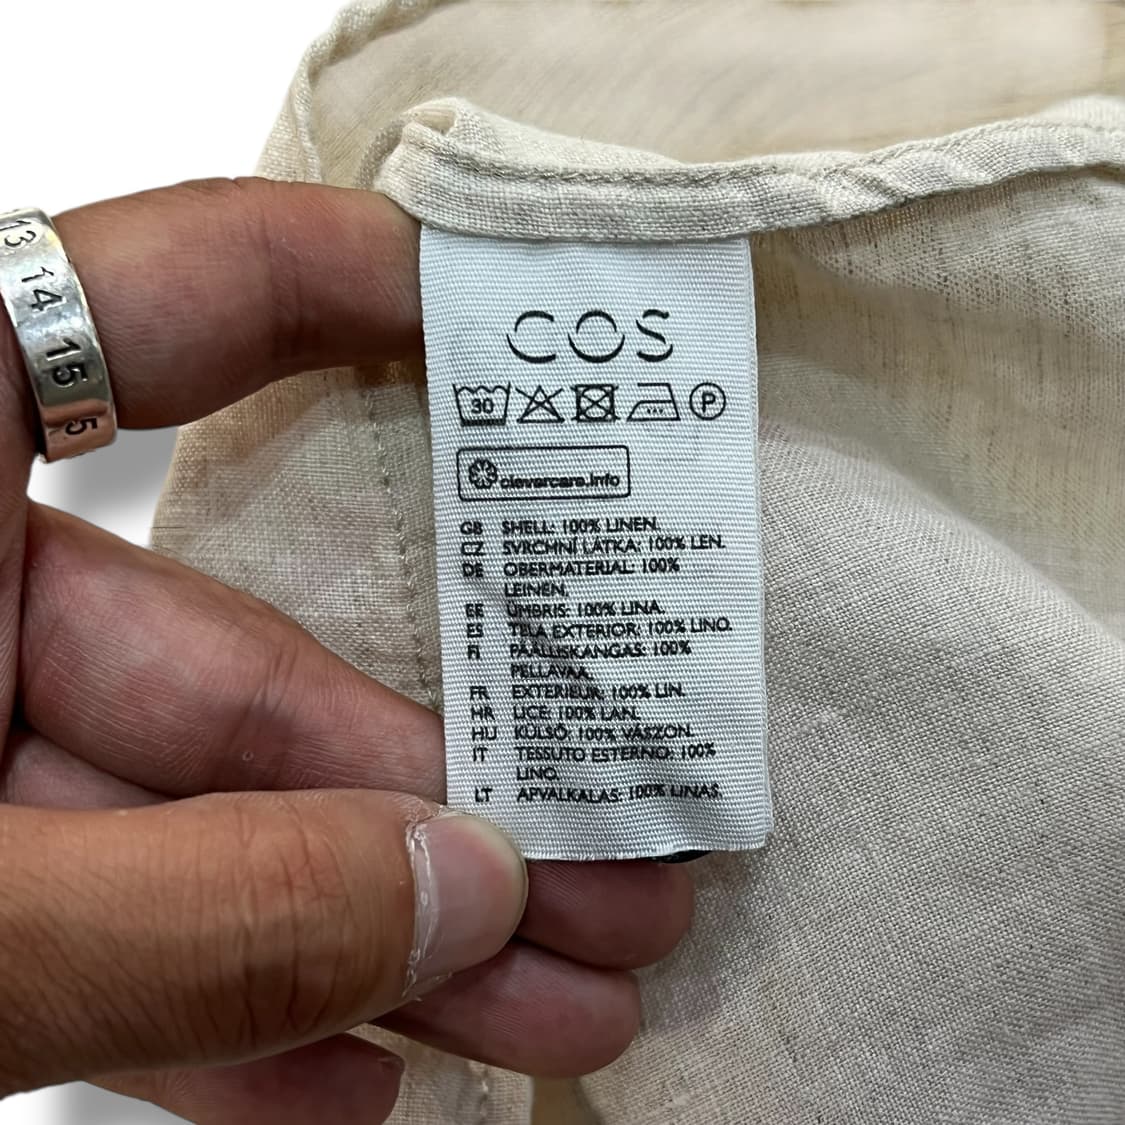 13
14
15
5
COS
30 P
clevercare.info
GB SHELL: 100% LINEN.
CZ SVRCHNÍ LÁTKA: 100% LEN.
DE OBERMATERIAL: 100%
LEINEN.
EE ÜMBRIS: 100% LINA.
ES TELA EXTERIOR: 100% LINO.
FI PÄÄLLISKANGAS: 100%
PELLAVAA.
FR EXTERIEUR: 100% LIN.
HR LICE: 100% LAN.
HU KÜLSŐ: 100% VÁSZON.
IT TESSUTO ESTERNO: 100%
LINO.
LT APVALKALAS: 100% LINAS.